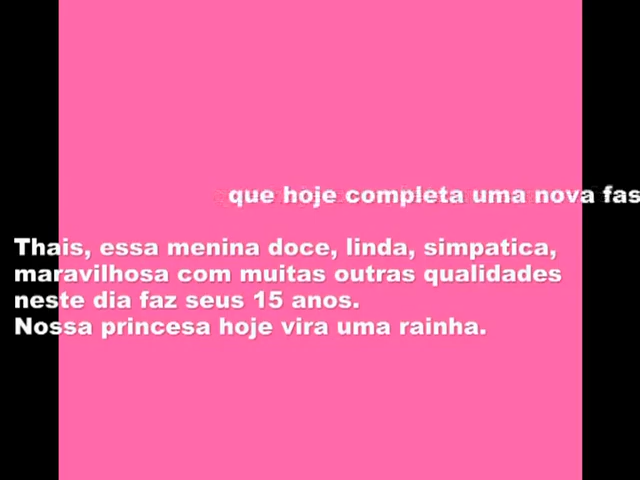 que hoje completa uma nova fas
Thais, essa menina doce, linda, simpatica,
maravilhosa com muitas outras qualidades
neste dia faz seus 15 anos.
Nossa princesa hoje vira uma rainha.